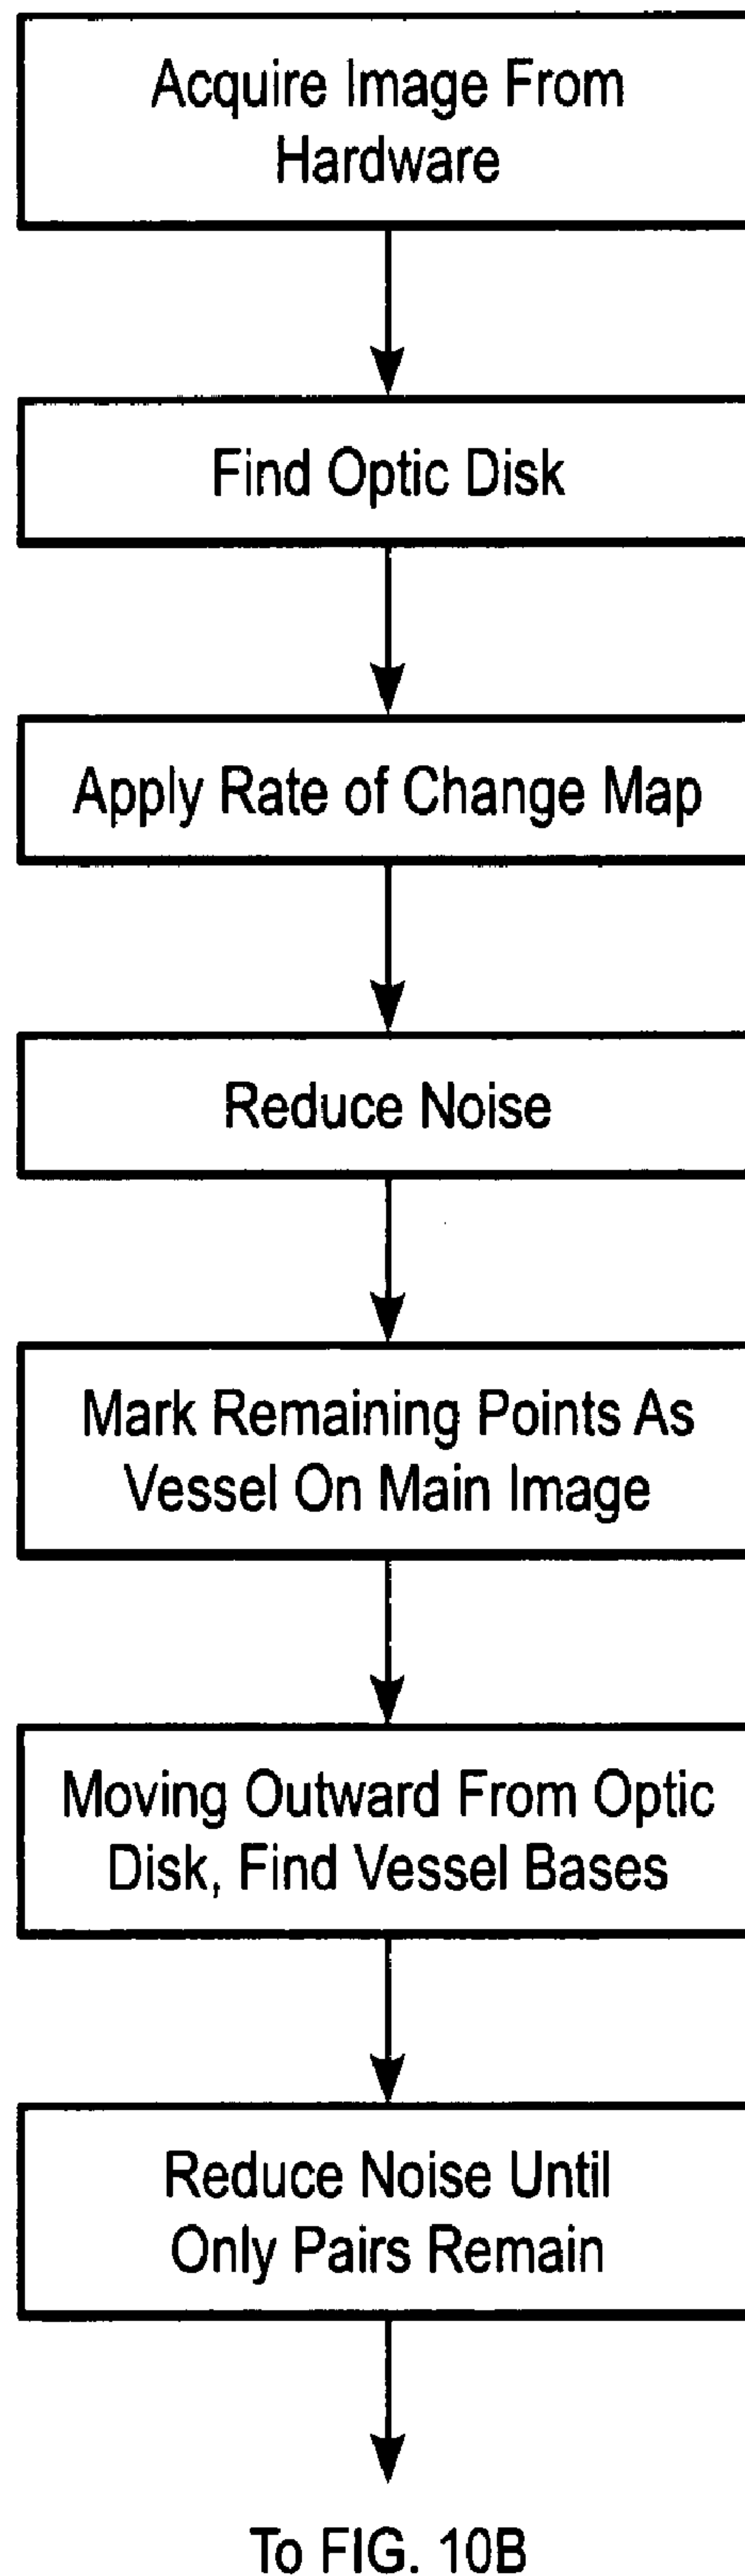 Acquire Image From
Hardware
Find Optic Disk
Apply Rate of Change Map
Reduce Noise
Mark Remaining Points As
Vessel On Main Image
Moving Outward From Optic
Disk, Find Vessel Bases
Reduce Noise Until
Only Pairs Remain
To FIG. 10B